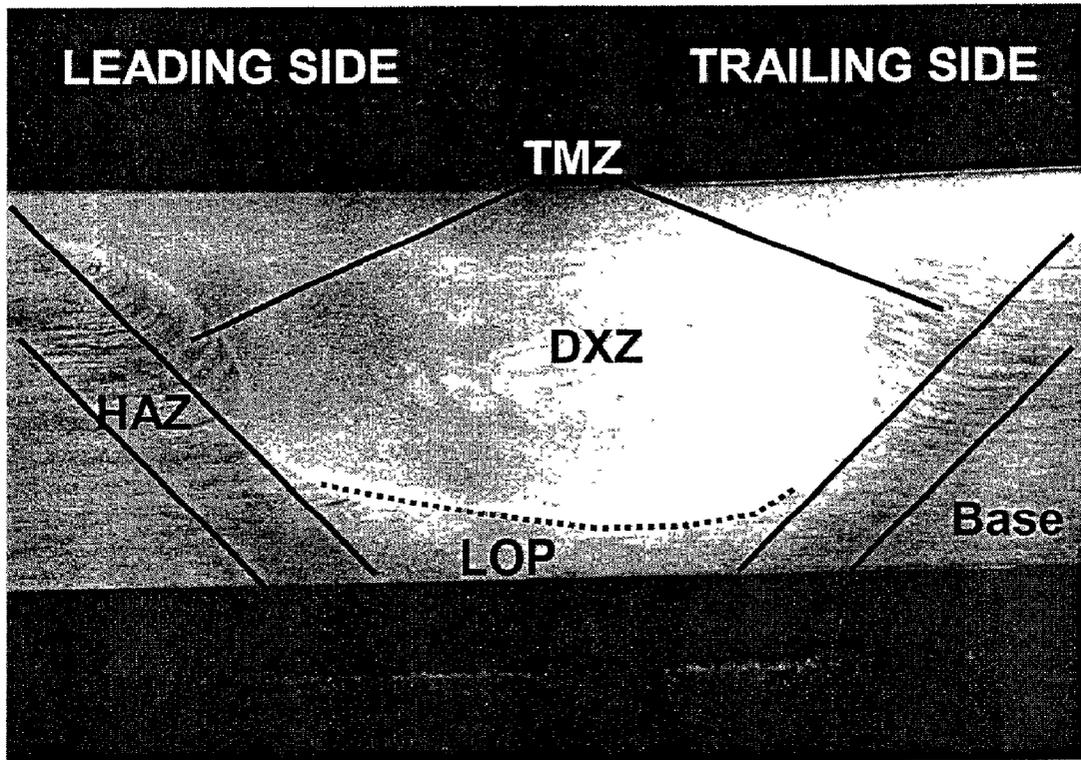 LEADING SIDE
TRAILING SIDE
TMZ
DXZ
HAZ
Base
LOP